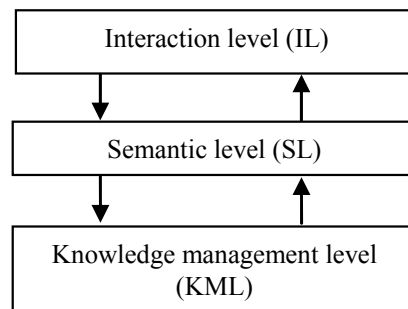 Interaction level (IL)
Semantic level (SL)
Knowledge management level
(KML)